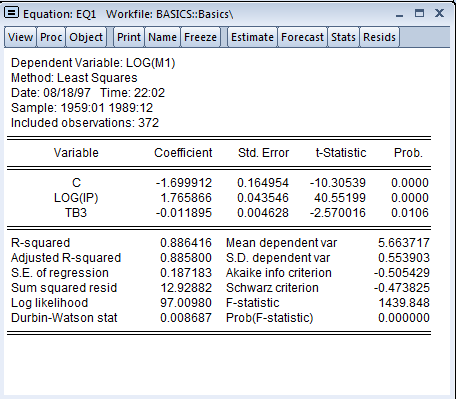 Equation: EQ1 Workfile: BASICS::Basics\
View Proc Object Print Name Freeze Estimate Forecast Stats Resids
Dependent Variable: LOG(M1)
Method: Least Squares
Date: 08/18/97 Time: 22:02
Sample: 1959:01 1989:12
Included observations: 372
Variable Coefficient Std. Error t-Statistic Prob.
C -1.699912 0.164954 -10.30539 0.0000
LOG(IP) 1.765866 0.043546 40.55199 0.0000
TB3 -0.011895 0.004628 -2.570016 0.0106
R-squared 0.886416 Mean dependent var 5.663717
Adjusted R-squared 0.885800 S.D. dependent var 0.553903
S.E. of regression 0.187183 Akaike info criterion -0.505429
Sum squared resid 12.92882 Schwarz criterion -0.473825
Log likelihood 97.00980 F-statistic 1439.848
Durbin-Watson stat 0.008687 Prob(F-statistic) 0.000000